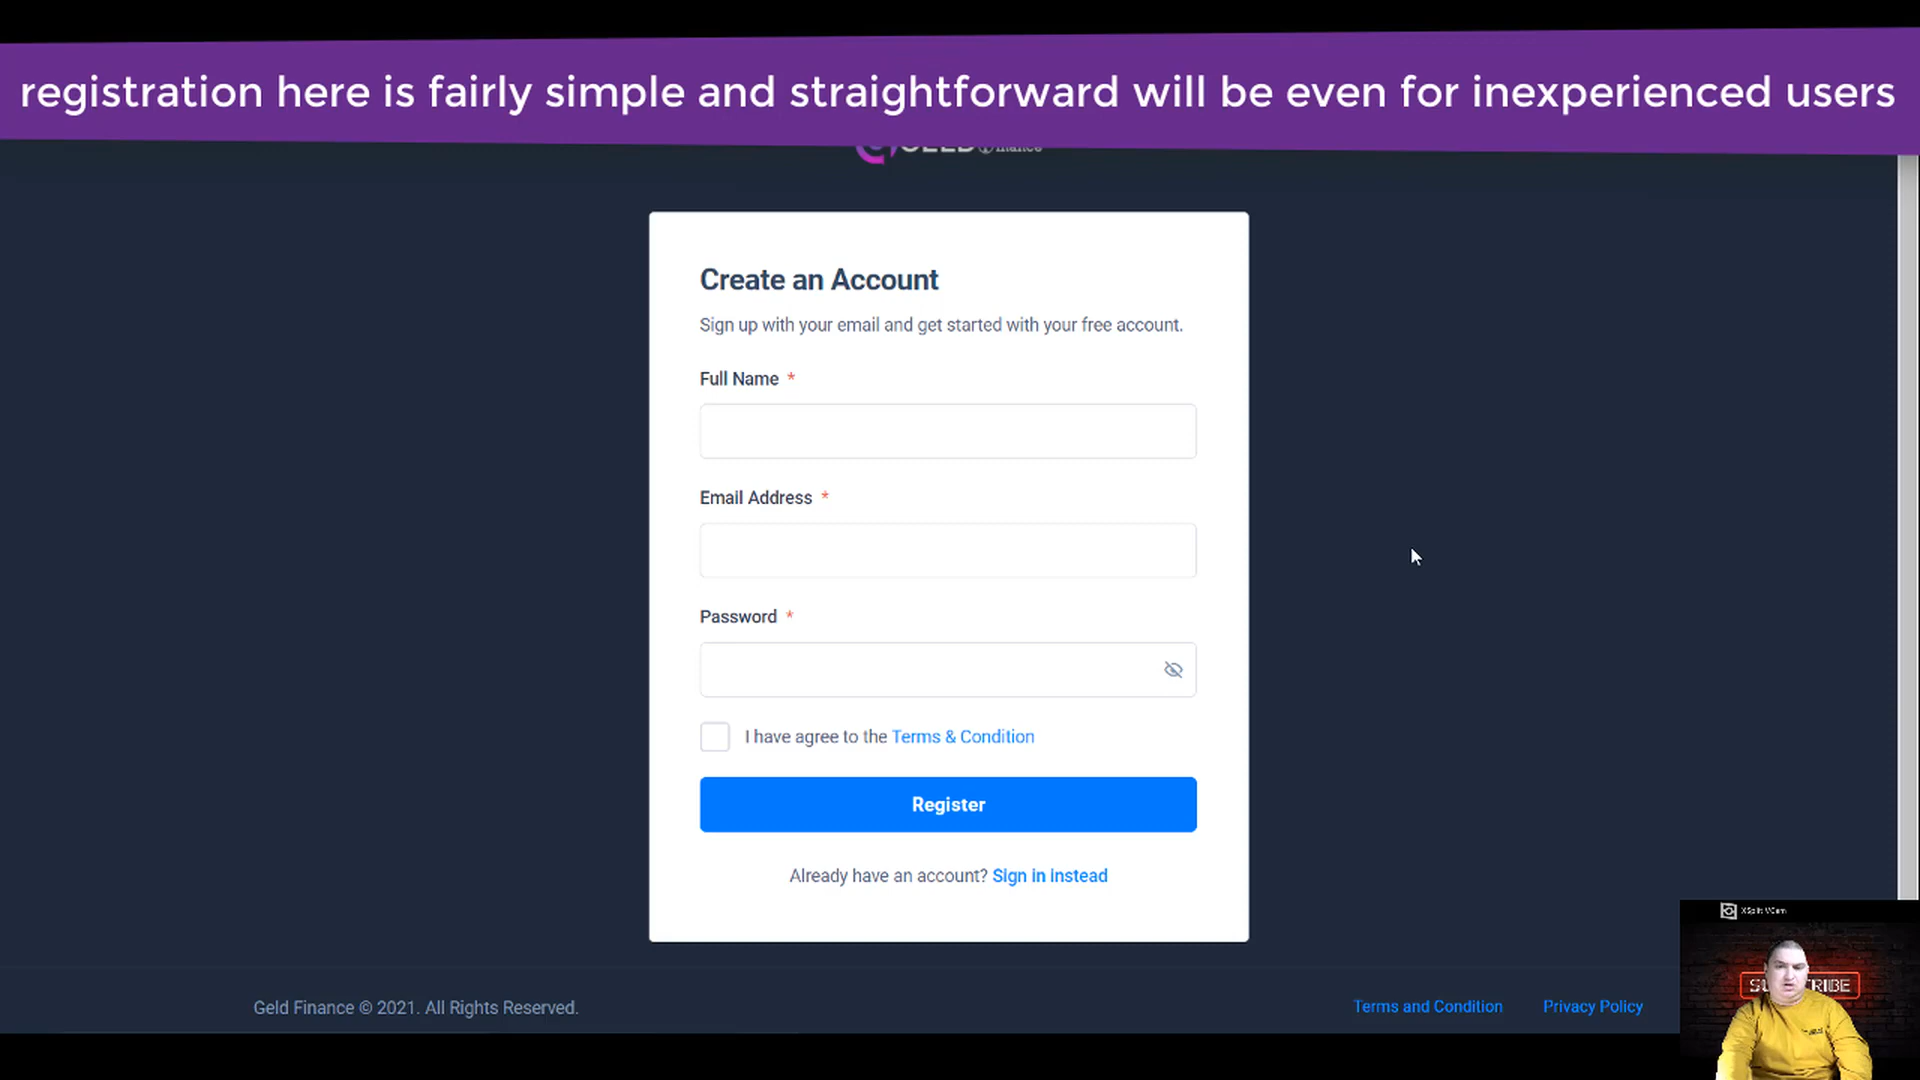 registration here is fairly simple and straightforward will be even for inexperienced users
Create an Account
Sign up with your email and get started with your free account.
Full Name *
Email Address *
Password *
I have agree to the Terms & Condition
Register
Already have an account? Sign in instead
XSplit VCam
Geld Finance © 2021. All Rights Reserved.
Terms and Condition
Privacy Policy